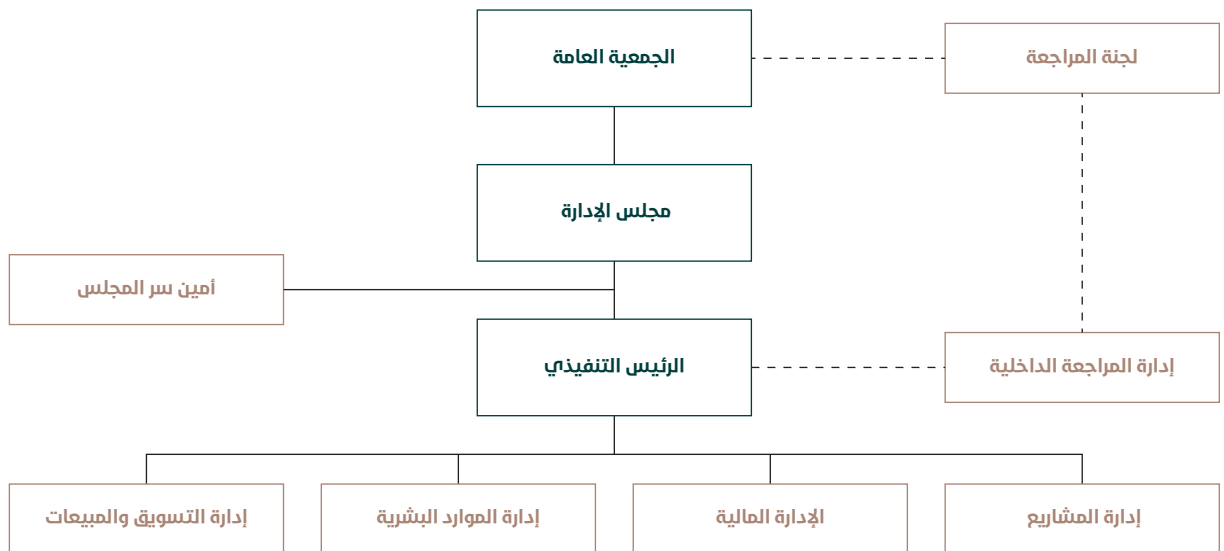 الجمعية العامة
لجنة المراجعة
مجلس الإدارة
أمين سر المجلس
الرئيس التنفيذي
إدارة المراجعة الداخلية
إدارة المشاريع
الإدارة المالية
إدارة الموارد البشرية
إدارة التسويق والمبيعات